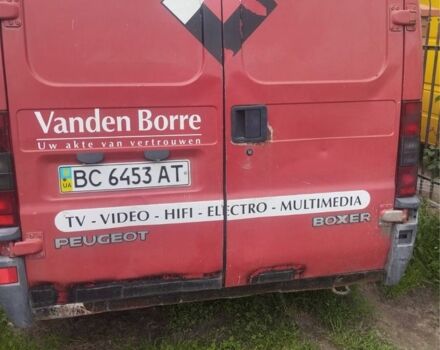 Vanden Borre
Uw akte van vertrouwen
UA BC 6453 AT
TV - VIDEO - HIFI - ELECTRO - MULTIMEDIA
PEUGEOT BOXER